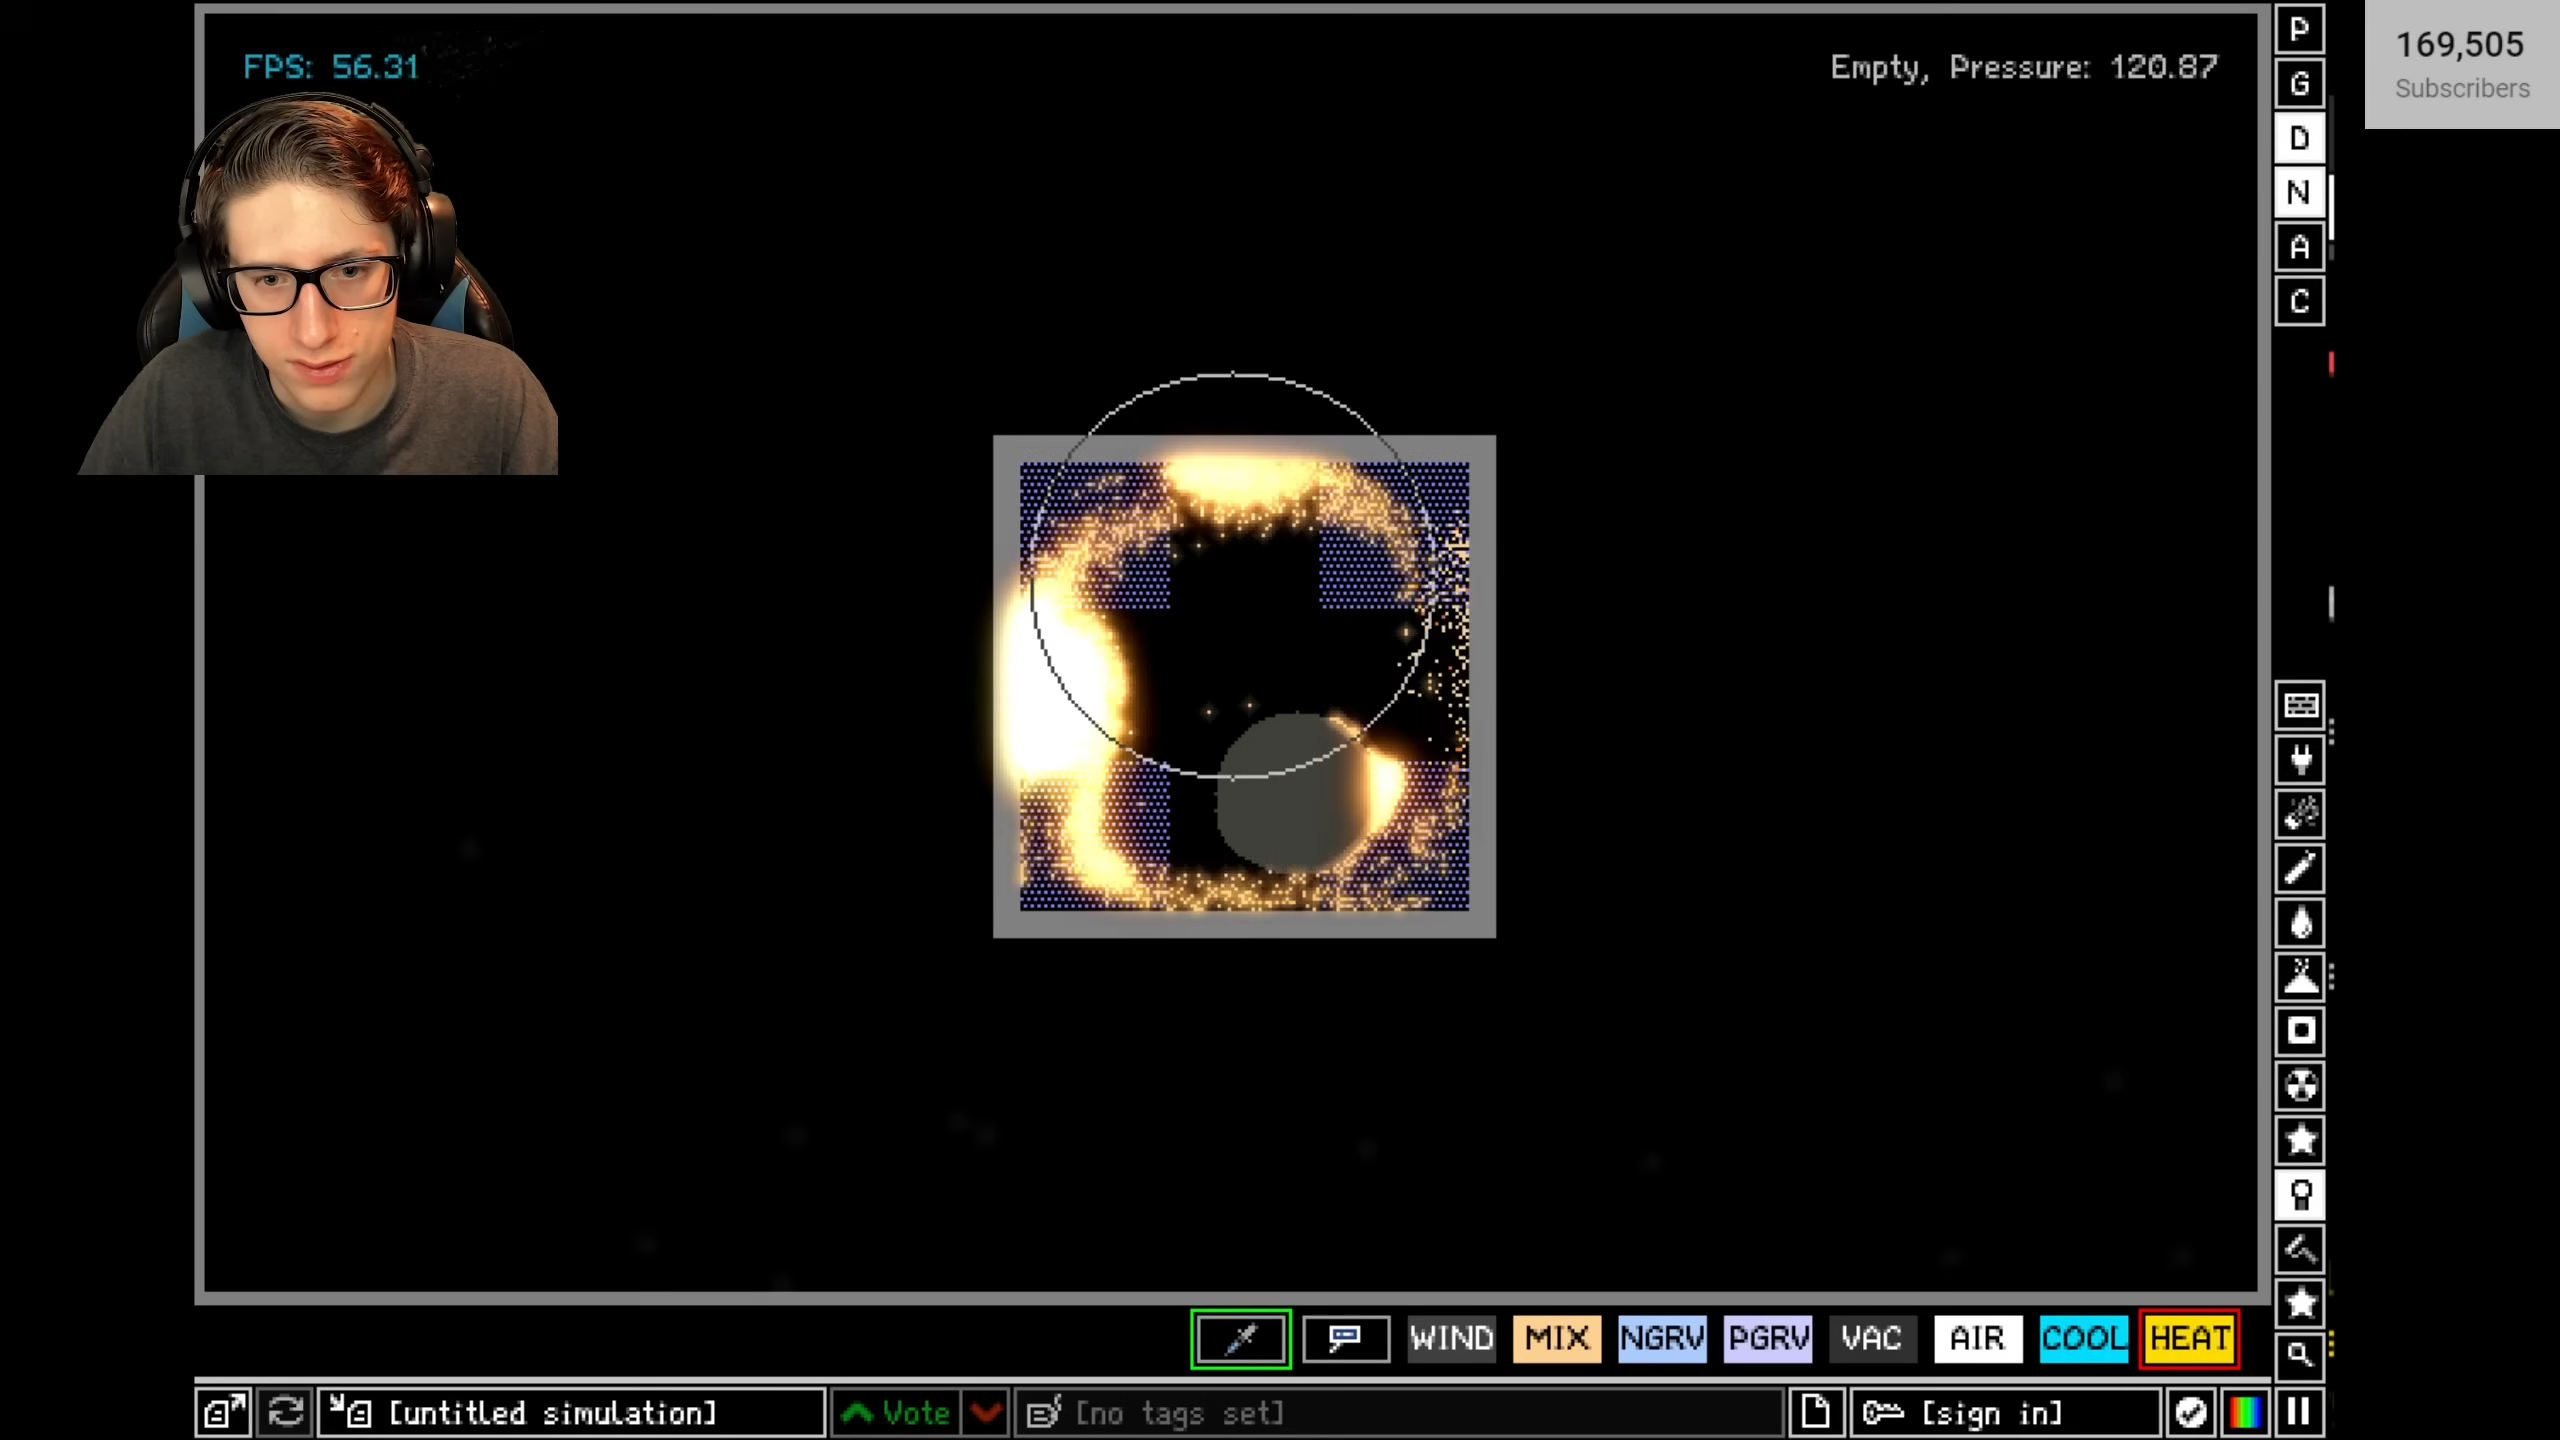 FPS: 56.31
Empty, Pressure: 120.87
169,505
Subscribers
P
G
D
N
A
C
WIND
MIX
NGRV
PGRV
VAC
AIR
COOL
HEAT
[untitled simulation]
Vote
[no tags set]
[sign in]